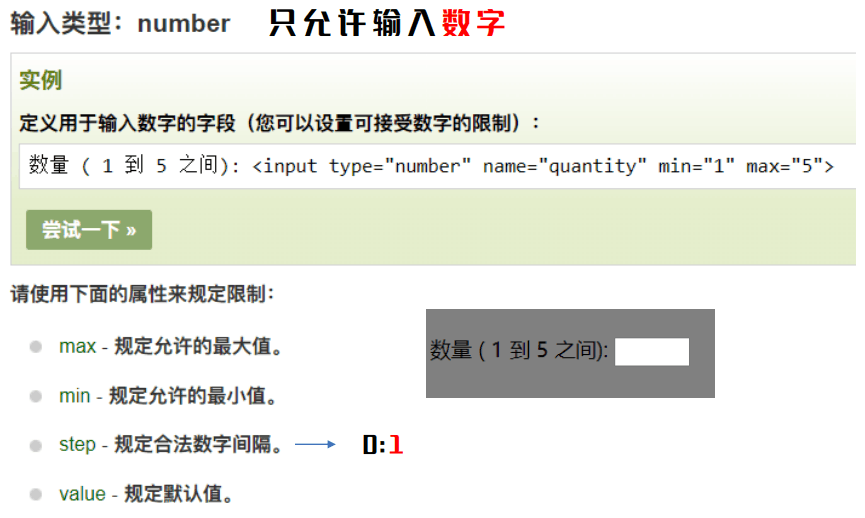 输入类型：number 只允许输入数字
实例
定义用于输入数字的字段（您可以设置可接受数字的限制）：
数量 ( 1 到 5 之间): <input type="number" name="quantity" min="1" max="5">
尝试一下 »
请使用下面的属性来规定限制：
max - 规定允许的最大值。
数量 ( 1 到 5 之间):
min - 规定允许的最小值。
step - 规定合法数字间隔。 D:1
value - 规定默认值。